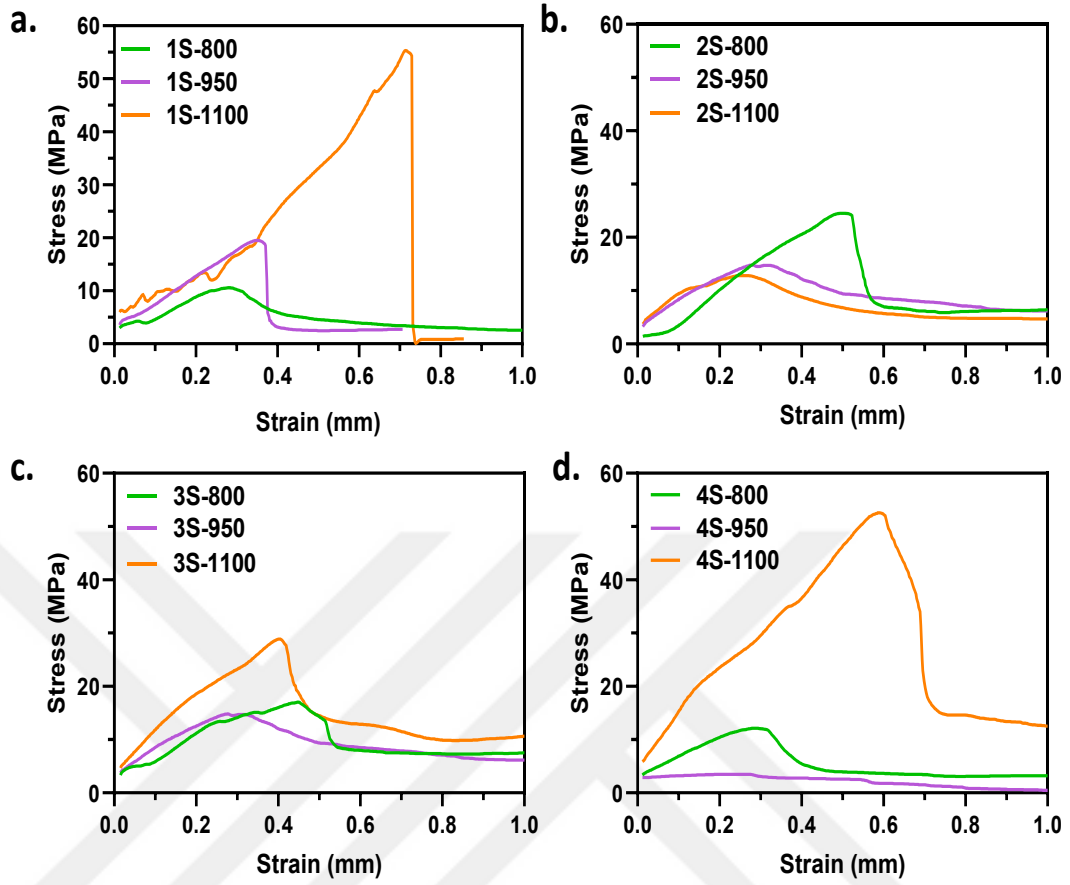 a.
1S-800
1S-950
1S-1100
Stress (MPa)
60
50
40
30
20
10
0
0.0 0.2 0.4 0.6 0.8 1.0
Strain (mm)
b.
2S-800
2S-950
2S-1100
Stress (MPa)
60
40
20
0
0.0 0.2 0.4 0.6 0.8 1.0
Strain (mm)
c.
3S-800
3S-950
3S-1100
Stress (MPa)
60
40
20
0
0.0 0.2 0.4 0.6 0.8 1.0
Strain (mm)
d.
4S-800
4S-950
4S-1100
Stress (MPa)
60
40
20
0
0.0 0.2 0.4 0.6 0.8 1.0
Strain (mm)